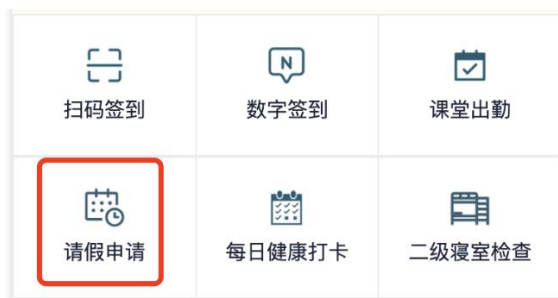 扫码签到
N
数字签到
课堂出勤
请假申请
每日健康打卡
二级寝室检查